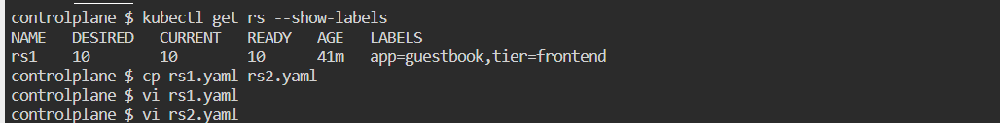 controlplane $ kubectl get rs --show-labels
NAME   DESIRED   CURRENT   READY   AGE   LABELS
rs1    10        10        10      41m   app=guestbook,tier=frontend
controlplane $ cp rs1.yaml rs2.yaml
controlplane $ vi rs1.yaml
controlplane $ vi rs2.yaml